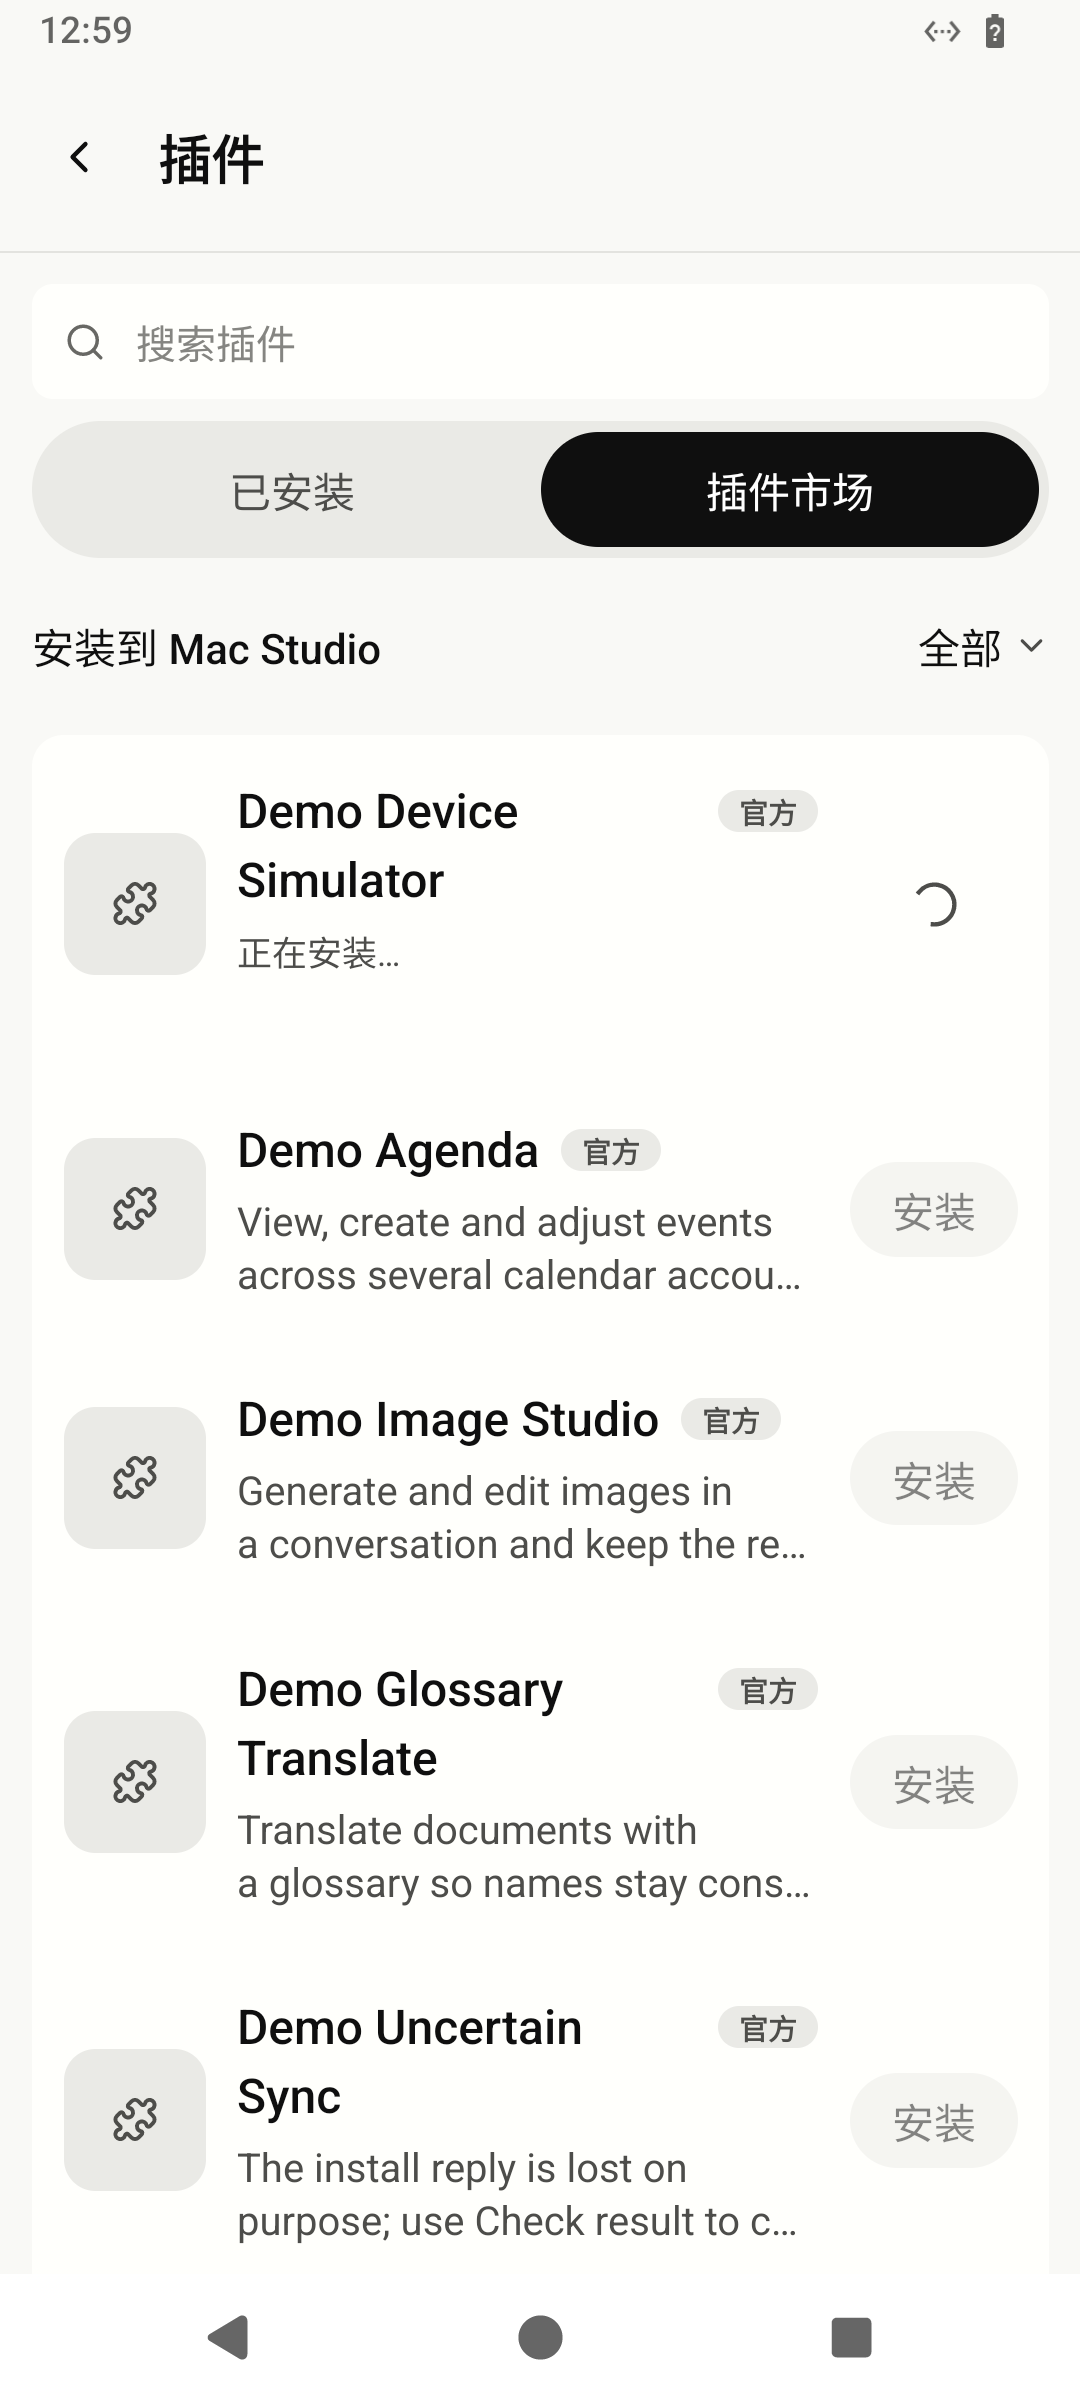 12:59
插件
搜索插件
已安装
插件市场
安装到 Mac Studio
全部
Demo Device
Simulator
官方
正在安装...
Demo Agenda
官方
View, create and adjust events
across several calendar accou...
安装
Demo Image Studio
官方
Generate and edit images in
a conversation and keep the re...
安装
Demo Glossary
Translate
官方
Translate documents with
a glossary so names stay cons...
安装
Demo Uncertain
Sync
官方
The install reply is lost on
purpose; use Check result to c...
安装